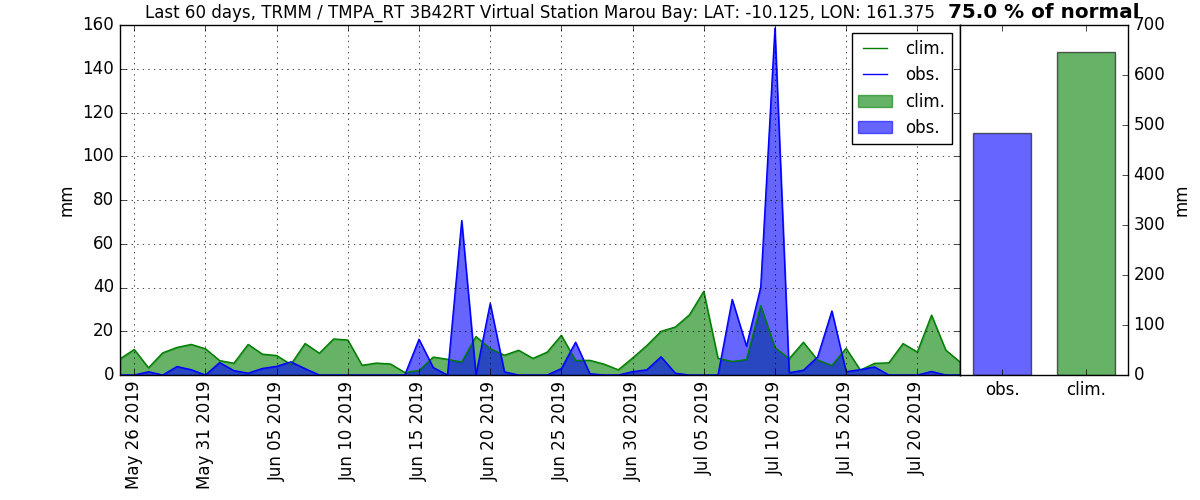 Last 60 days, TRMM / TMPA_RT 3B42RT Virtual Station Marou Bay: LAT: -10.125, LON: 161.375
75.0 % of normal
160
140
120
100
80
60
40
20
0
mm
clim.
obs.
clim.
obs.
May 26 2019
May 31 2019
Jun 05 2019
Jun 10 2019
Jun 15 2019
Jun 20 2019
Jun 25 2019
Jun 30 2019
Jul 05 2019
Jul 10 2019
Jul 15 2019
Jul 20 2019
700
600
500
400
300
200
100
0
mm
obs.
clim.